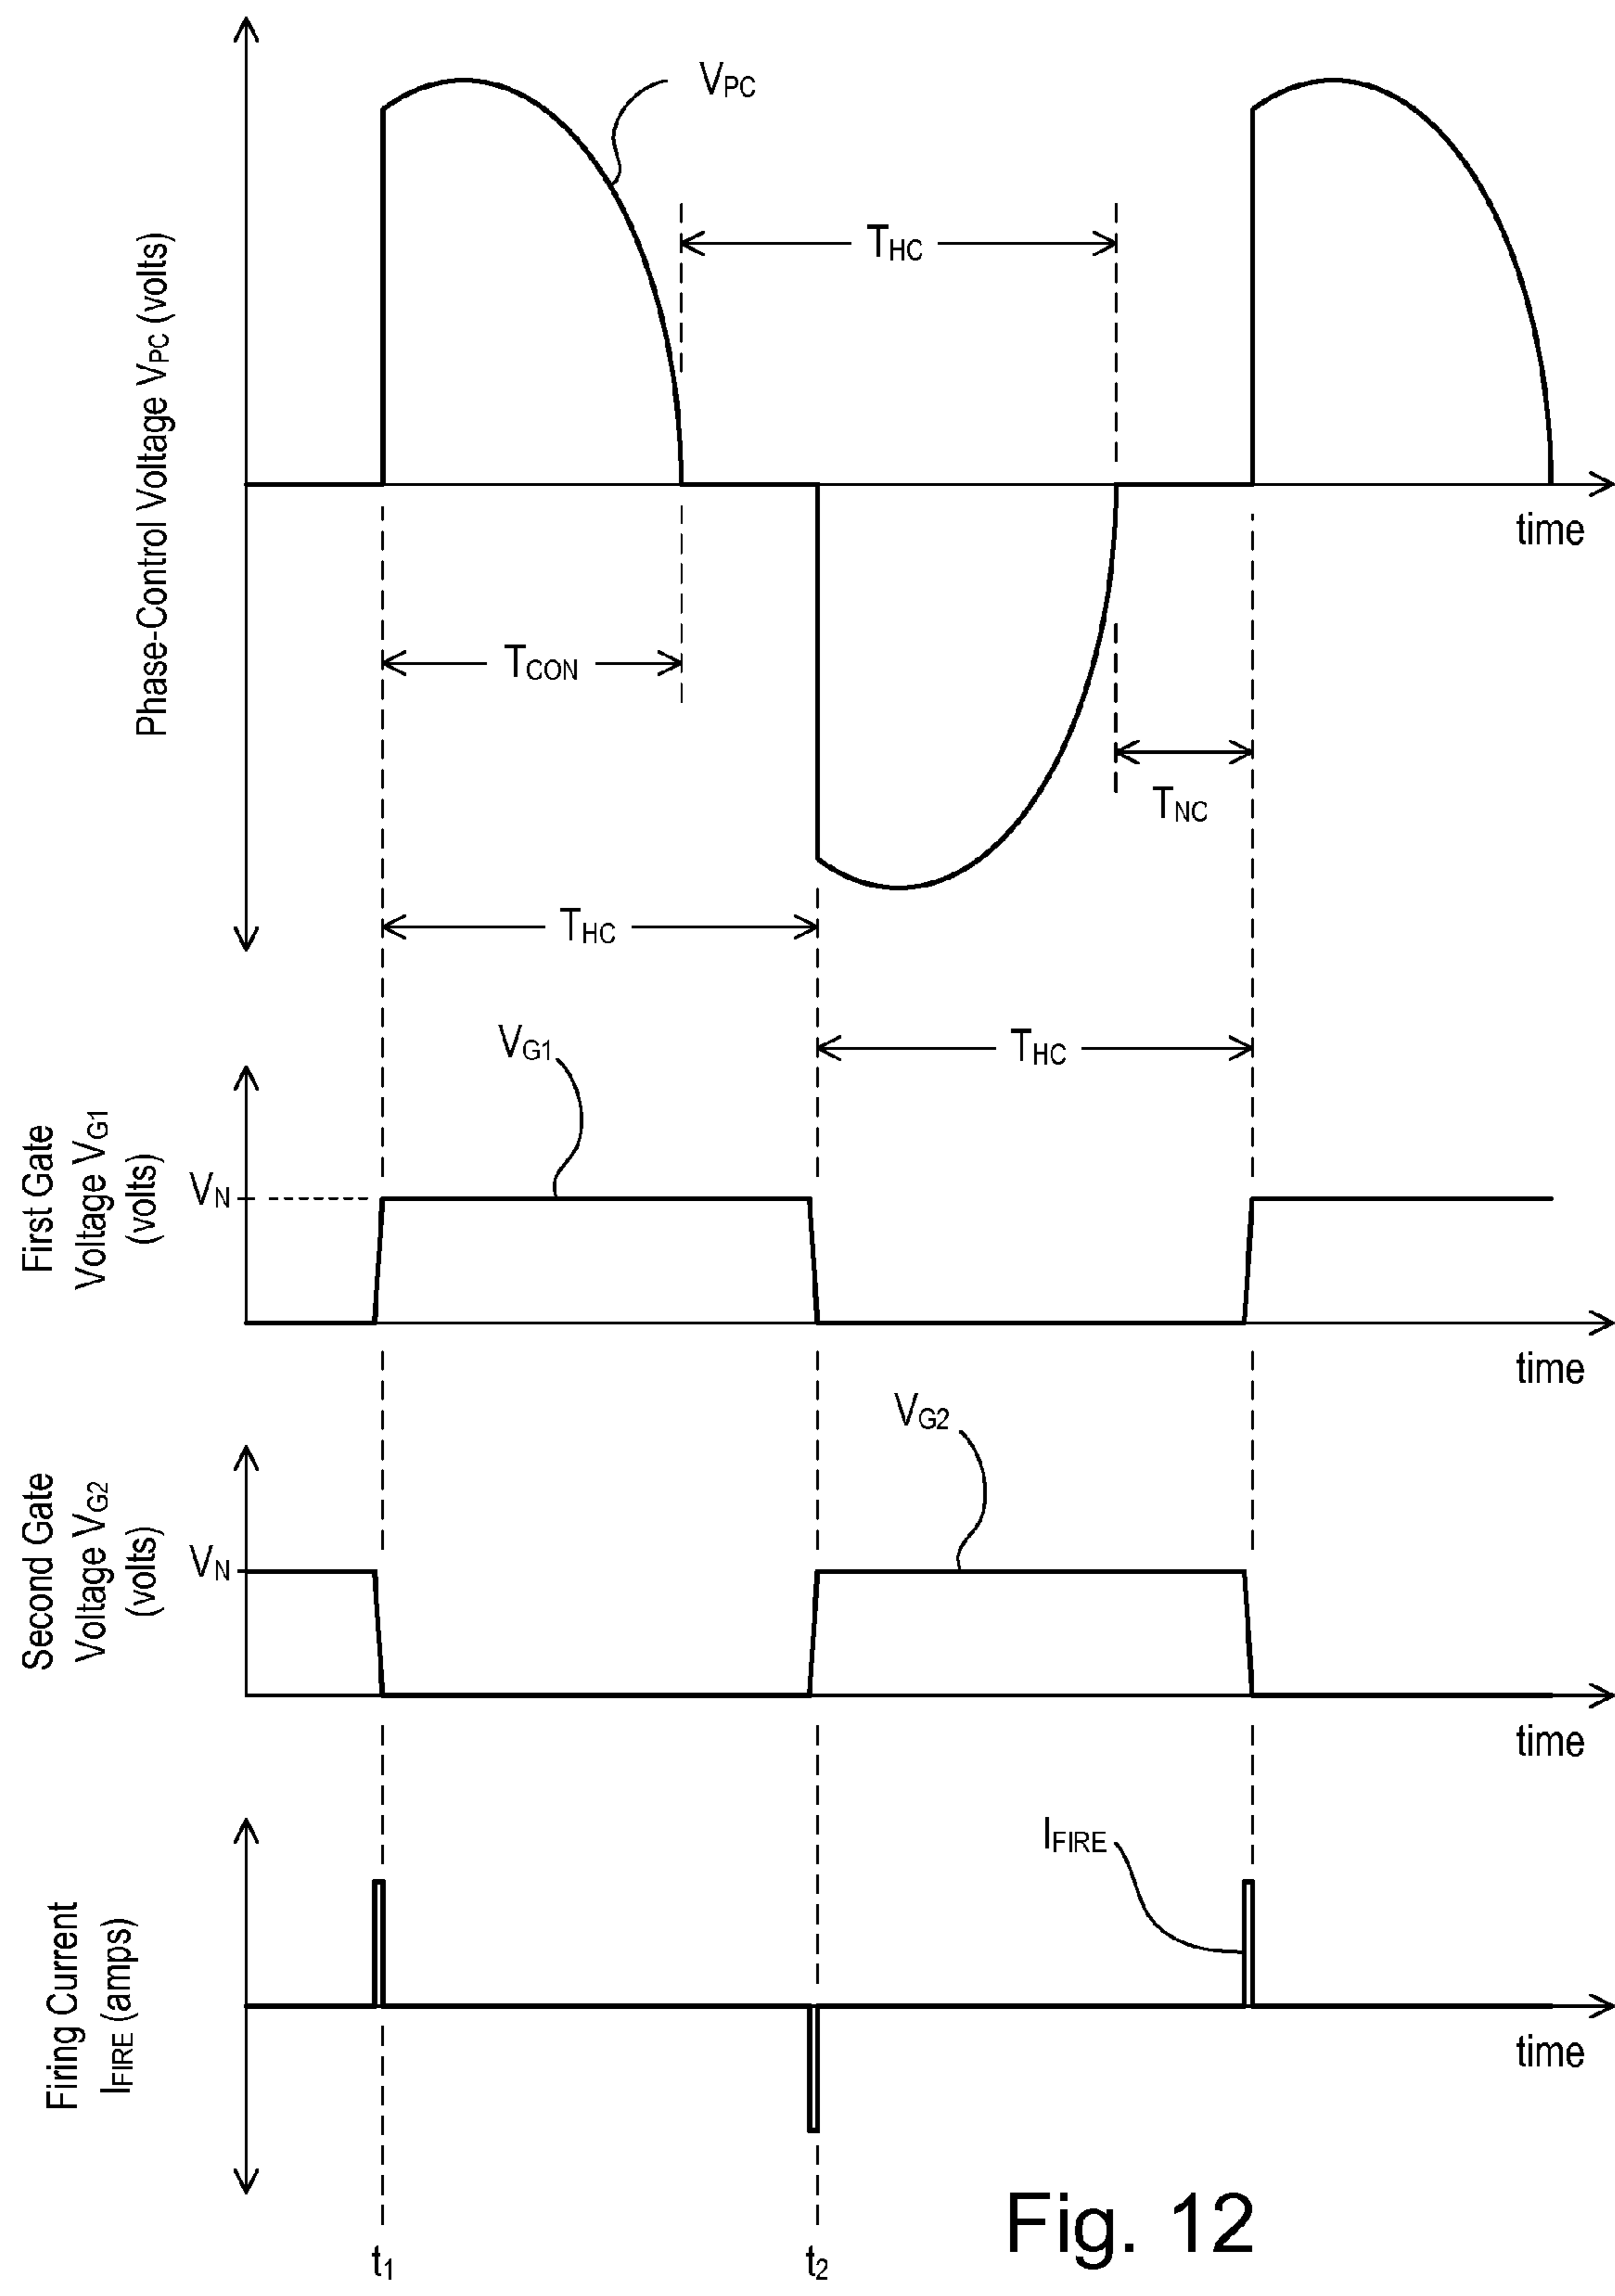 Phase-Control Voltage VPC (volts)
VPC
THC
time
TCON
TNC
THC
THC
First Gate
Voltage VG1
(volts)
VG1
VN
time
Second Gate
Voltage VG2
(volts)
VG2
VN
time
Firing Current
IFIRE (amps)
IFIRE
time
t1
t2
Fig. 12